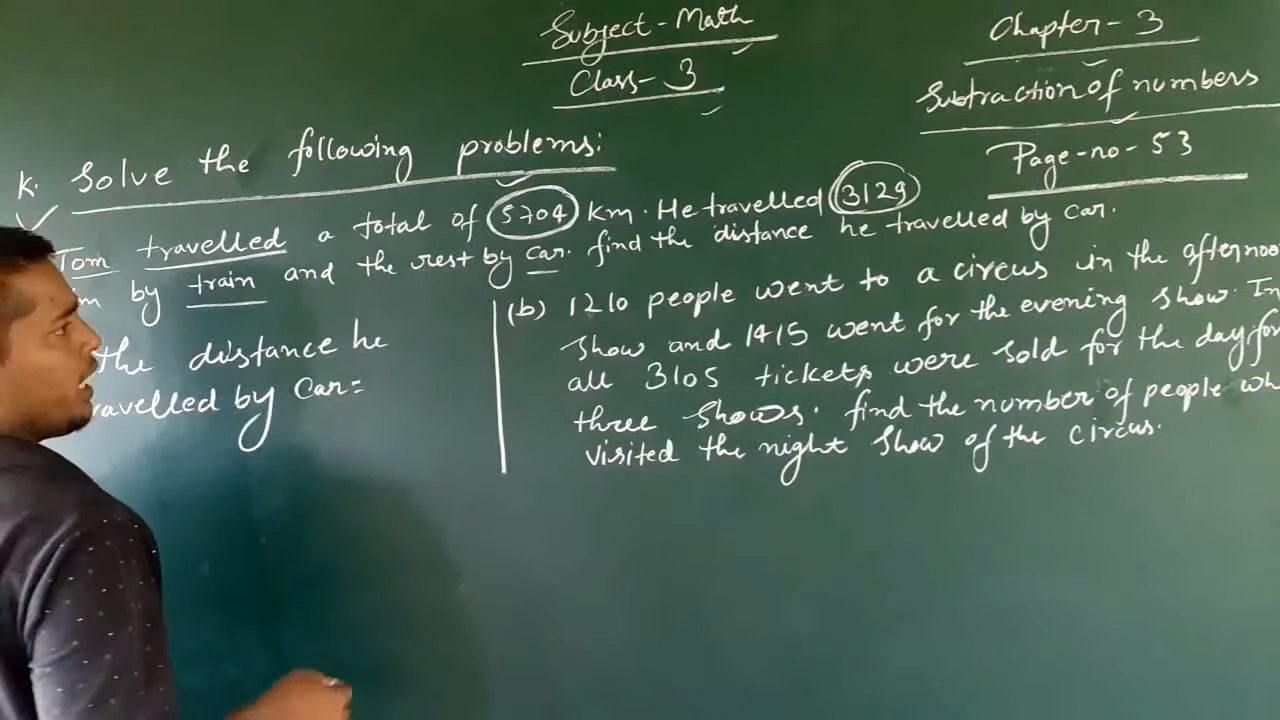 Subject - Math
Class - 3
Chapter - 3
Subtraction of numbers
Page-no - 53
K. Solve the following problems:
Tom travelled a total of 5704 Km. He travelled 3129
by train and the rest by car. find the distance he travelled by car.
the distance he
travelled by car =
(b) 1210 people went to a circus in the afternoon
show and 1415 went for the evening show. In
all 3105 tickets were sold for the day for
three shows. find the number of people who
visited the night show of the circus.